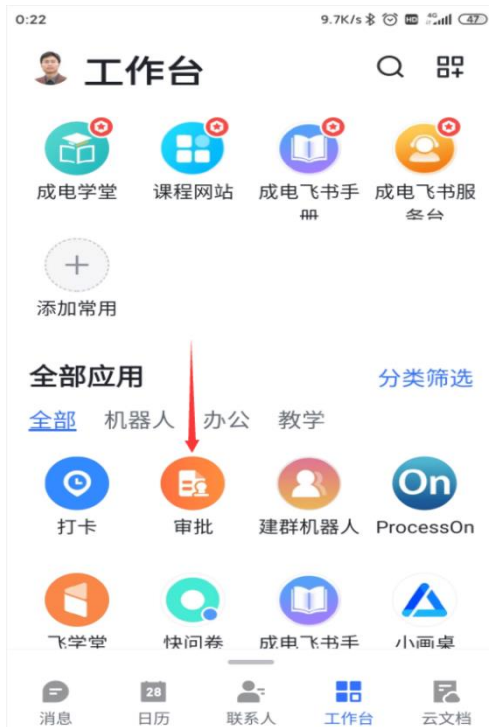 0:22
9.7K/s HD 4G 47
工作台
成电学堂
课程网站
成电飞书手册
成电飞书服务台
添加常用
全部应用
分类筛选
全部 机器人 办公 教学
On
打卡
审批
建群机器人
ProcessOn
飞学堂
快问卷
成电飞书手
小画桌
28
消息
日历
联系人
工作台
云文档